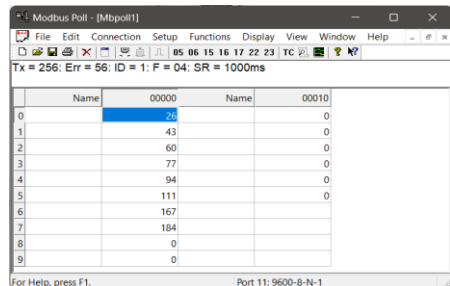 Modbus Poll - [Mbpoll1]
File Edit Connection Setup Functions Display View Window Help
05 06 15 16 17 22 23 TC
Tx = 256: Err = 56: ID = 1: F = 04: SR = 1000ms
Name 00000 Name 00010
0 26 0
1 43 0
2 60 0
3 77 0
4 94 0
5 111 0
6 167
7 184
8 0
9 0
For Help, press F1. Port 11: 9600-8-N-1